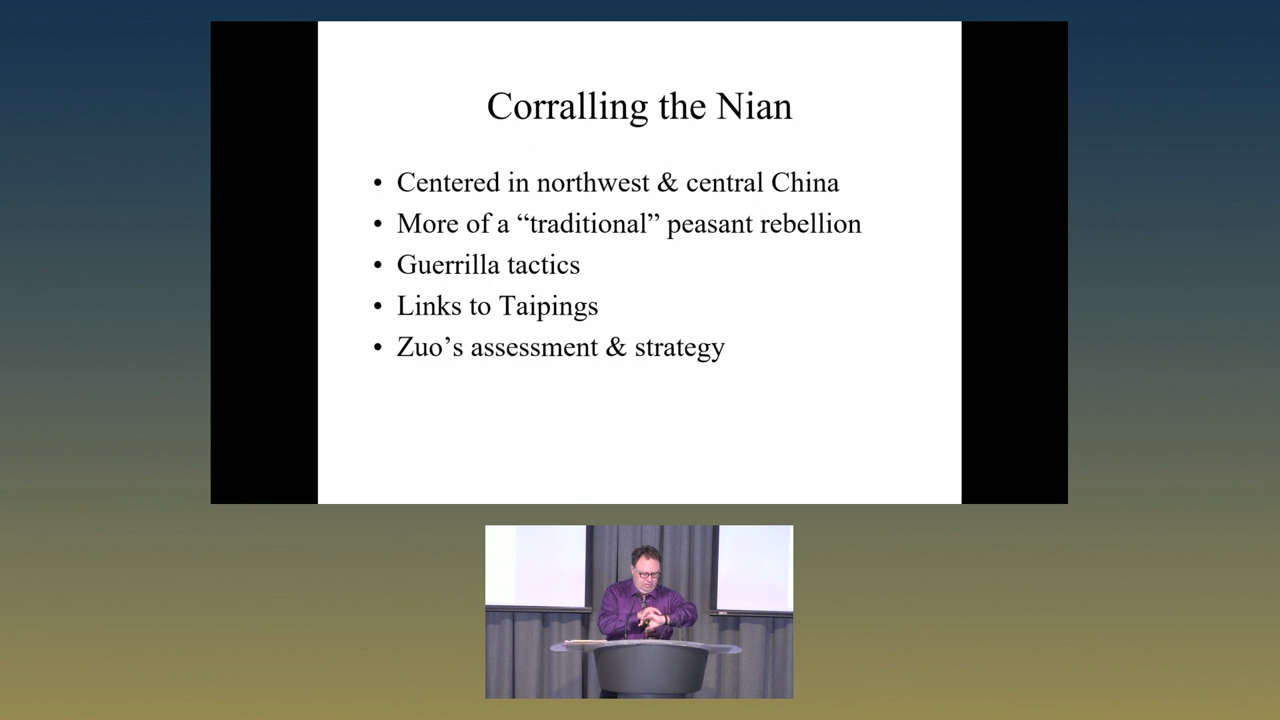 Corralling the Nian
• Centered in northwest & central China
• More of a “traditional” peasant rebellion
• Guerrilla tactics
• Links to Taipings
• Zuo’s assessment & strategy